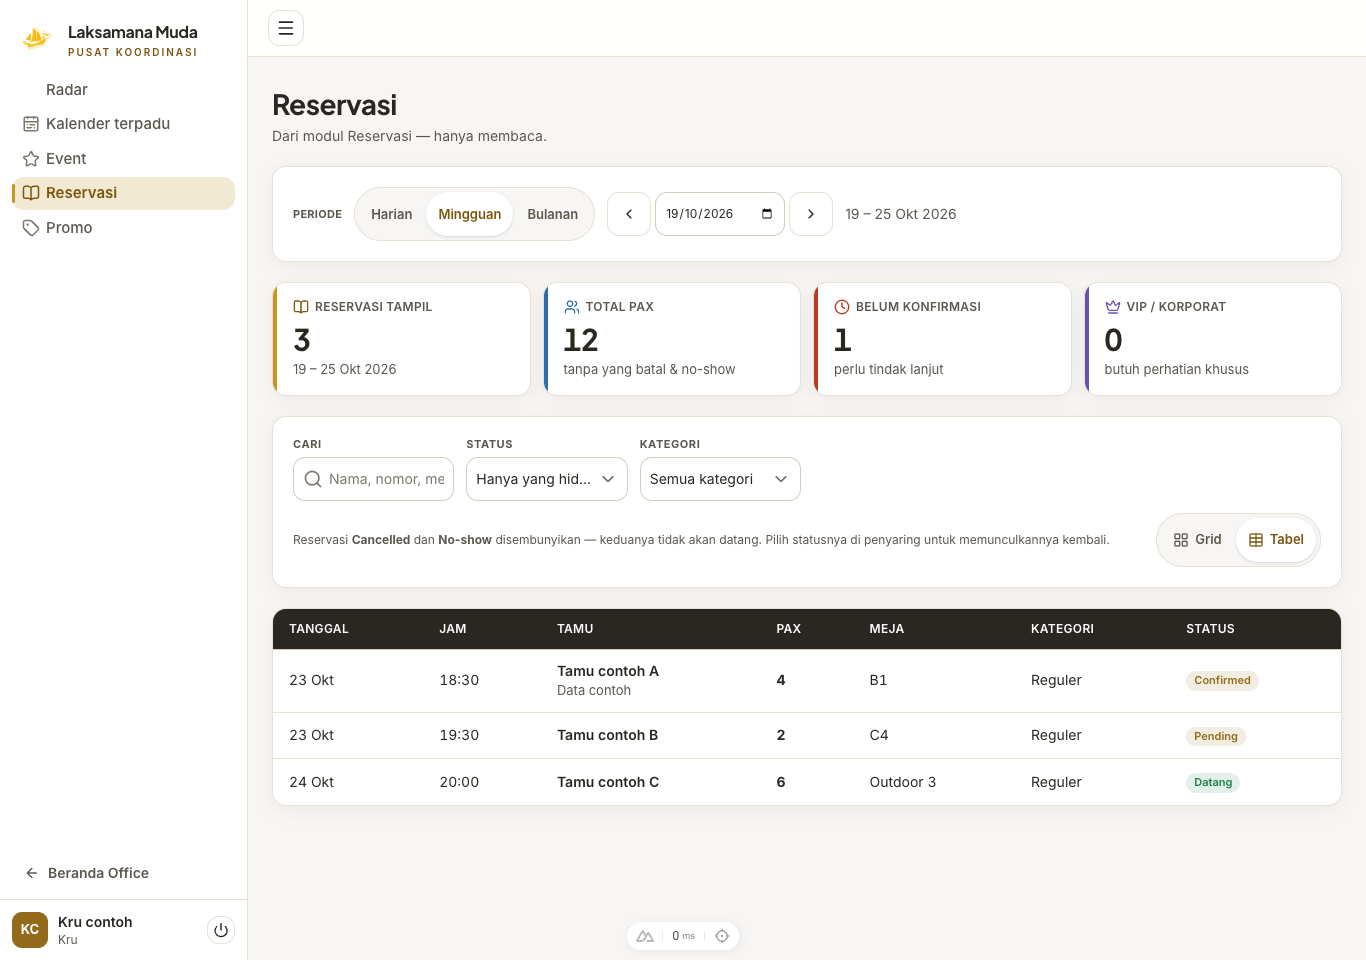 Laksamana Muda
PUSAT KOORDINASI
Radar
Kalender terpadu
Event
Reservasi
Promo
Beranda Office
KC
Kru contoh
Kru
Reservasi
Dari modul Reservasi — hanya membaca.
PERIODE
Harian
Mingguan
Bulanan
19/10/2026
19 – 25 Okt 2026
RESERVASI TAMPIL
3
19 – 25 Okt 2026
TOTAL PAX
12
tanpa yang batal & no-show
BELUM KONFIRMASI
1
perlu tindak lanjut
VIP / KORPORAT
0
butuh perhatian khusus
CARI
Nama, nomor, me
STATUS
Hanya yang hid...
KATEGORI
Semua kategori
Reservasi Cancelled dan No-show disembunyikan — keduanya tidak akan datang. Pilih statusnya di penyaring untuk memunculkannya kembali.
Grid
Tabel
TANGGAL JAM TAMU PAX MEJA KATEGORI STATUS
23 Okt 18:30 Tamu contoh A 4 B1 Reguler Confirmed
Data contoh
23 Okt 19:30 Tamu contoh B 2 C4 Reguler Pending
24 Okt 20:00 Tamu contoh C 6 Outdoor 3 Reguler Datang
0 ms